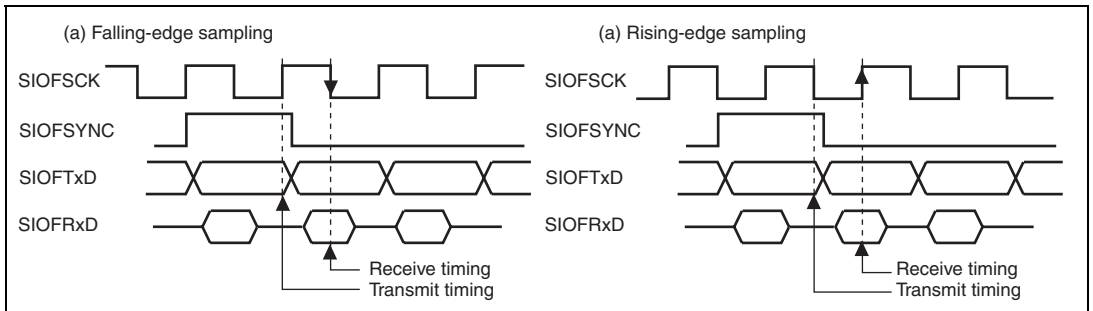 (a) Falling-edge sampling
SIOFSCK
SIOFSYNC
SIOFTxD
SIOFRxD
Receive timing
Transmit timing
(a) Rising-edge sampling
SIOFSCK
SIOFSYNC
SIOFTxD
SIOFRxD
Receive timing
Transmit timing